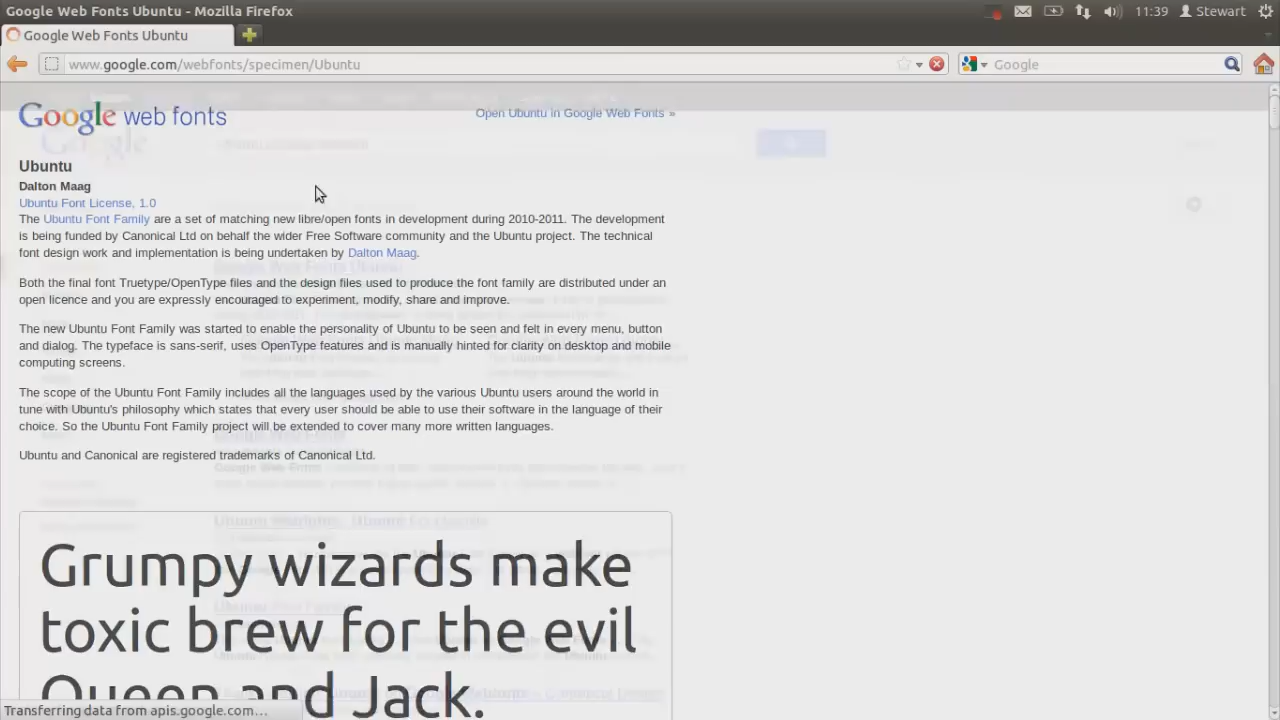 Google Web Fonts Ubuntu - Mozilla Firefox
11:39 Stewart
Google Web Fonts Ubuntu
www.google.com/webfonts/specimen/Ubuntu
Google
Google web fonts
Open Ubuntu in Google Web Fonts »
Ubuntu
Dalton Maag
Ubuntu Font License, 1.0
The Ubuntu Font Family are a set of matching new libre/open fonts in development during 2010-2011. The development
is being funded by Canonical Ltd on behalf the wider Free Software community and the Ubuntu project. The technical
font design work and implementation is being undertaken by Dalton Maag.
Both the final font Truetype/OpenType files and the design files used to produce the font family are distributed under an
open licence and you are expressly encouraged to experiment, modify, share and improve.
The new Ubuntu Font Family was started to enable the personality of Ubuntu to be seen and felt in every menu, button
and dialog. The typeface is sans-serif, uses OpenType features and is manually hinted for clarity on desktop and mobile
computing screens.
The scope of the Ubuntu Font Family includes all the languages used by the various Ubuntu users around the world in
tune with Ubuntu's philosophy which states that every user should be able to use their software in the language of their
choice. So the Ubuntu Font Family project will be extended to cover many more written languages.
Ubuntu and Canonical are registered trademarks of Canonical Ltd.
Grumpy wizards make
toxic brew for the evil
Queen and Jack.
Transferring data from apis.google.com…